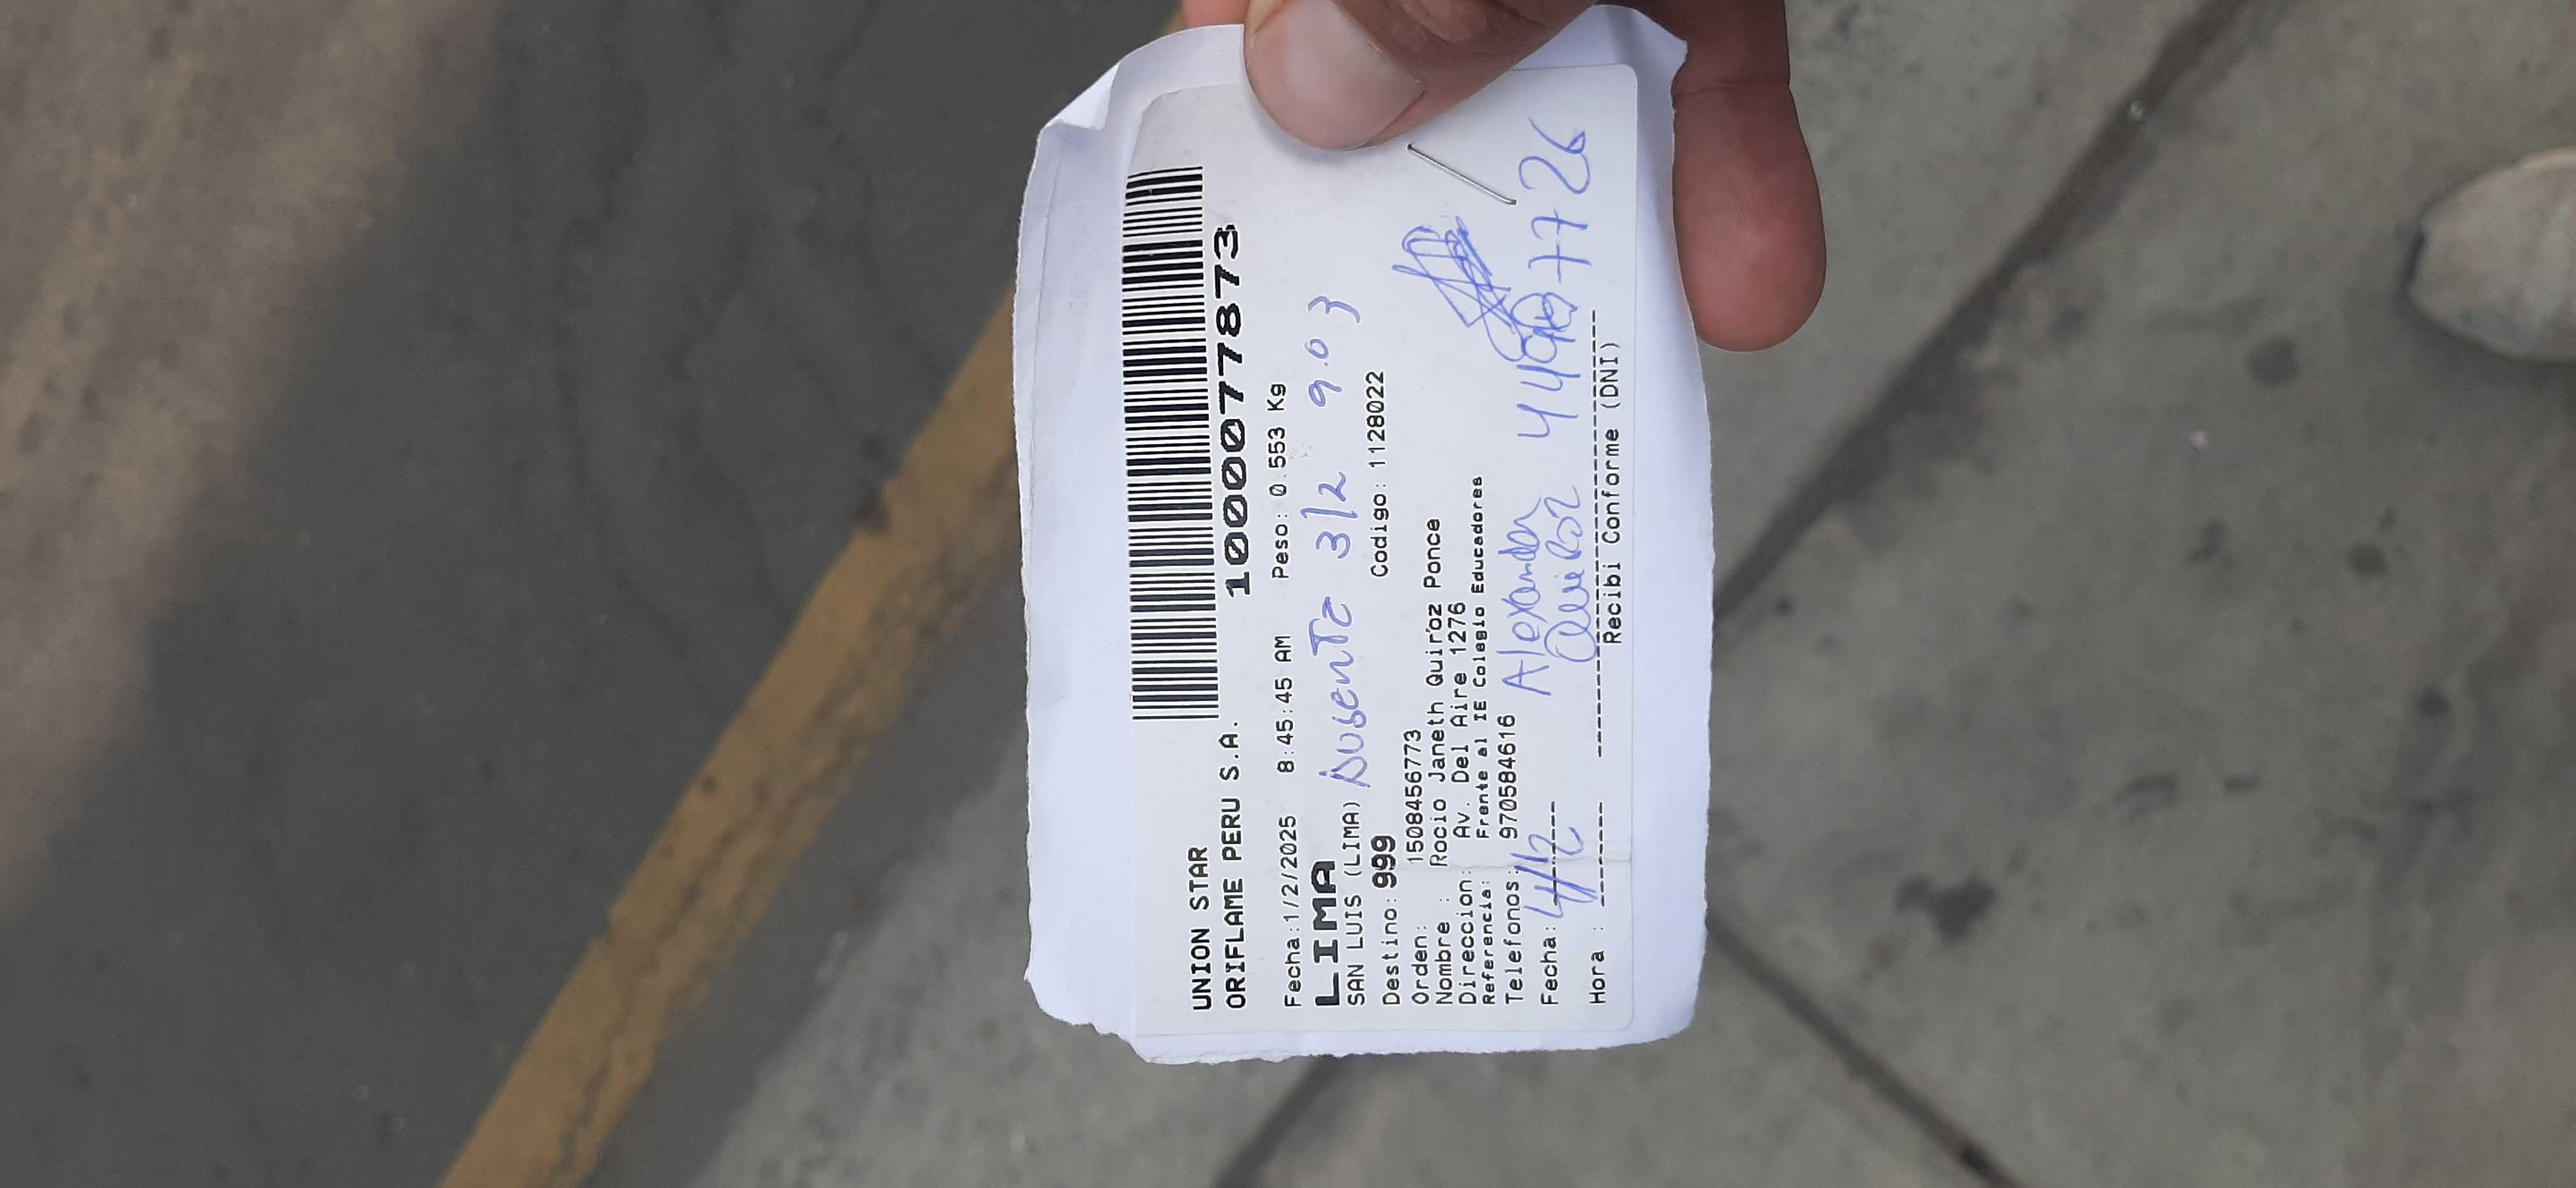 UNION STAR
ORIFLAME PERU S.A.
10000778873
Fecha:1/2/2025 8:45:45 AM Peso: 0.553 Kg
LIMA
SAN LUIS (LIMA) Ausente 3/2 9.03
Destino: 999 Codigo: 1128022
Orden: 1508456773
Nombre : Rocio Janeth Quiroz Ponce
Direccion: Av. Del Aire 1276
Referencia: Frente al IE Colegio Educadores
Telefonos: 970584616
Fecha: 4/2 Alexander
Quiroz
Hora :
Recibi Conforme (DNI)